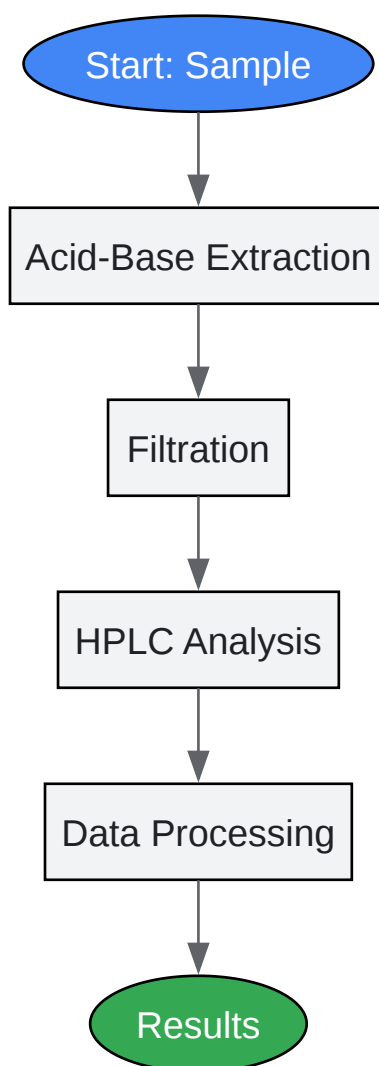 Start: Sample
Acid-Base Extraction
Filtration
HPLC Analysis
Data Processing
Results